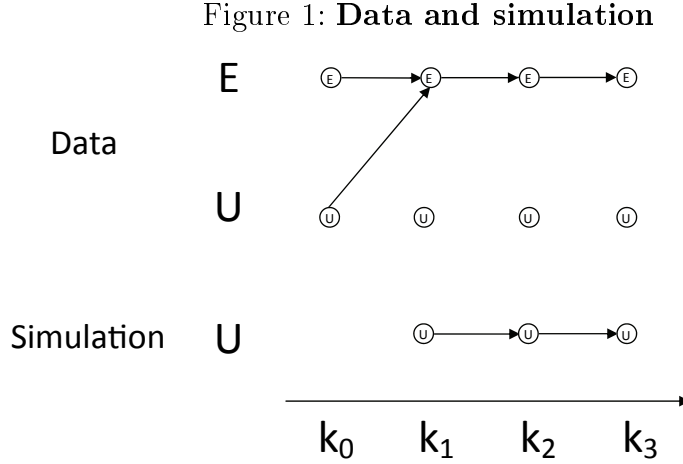 Figure 1: Data and simulation
E E E E E
Data
U U U U U
Simulation U U U U
k0 k1 k2 k3